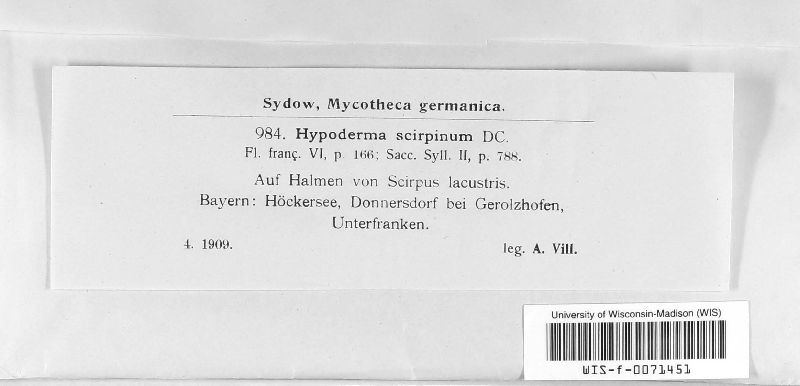 Sydow, Mycotheca germanica.
984. Hypoderma scirpinum DC.
Fl. franç. VI, p. 166; Sacc. Syll. II, p. 788.
Auf Halmen von Scirpus lacustris.
Bayern: Höckersee, Donnersdorf bei Gerolzhofen,
Unterfranken.
4. 1909. leg. A. Vill.
University of Wisconsin-Madison (WIS)
WIS-f-0071451